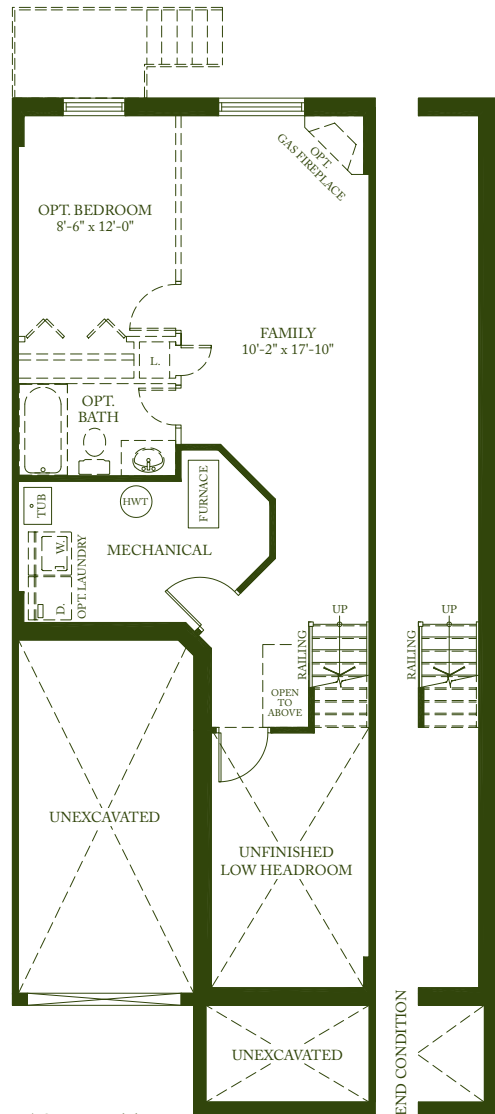 OPT.
GAS FIREPLACE
OPT. BEDROOM
8'-6" x 12'-0"
FAMILY
10'-2" x 17'-10"
L.
OPT.
BATH
TUB
HWT
FURNACE
MECHANICAL
W.
D.
OPT. LAUNDRY
UP
RAILING
UP
RAILING
OPEN
TO
ABOVE
UNEXCAVATED
UNFINISHED
LOW HEADROOM
UNEXCAVATED
END CONDITION